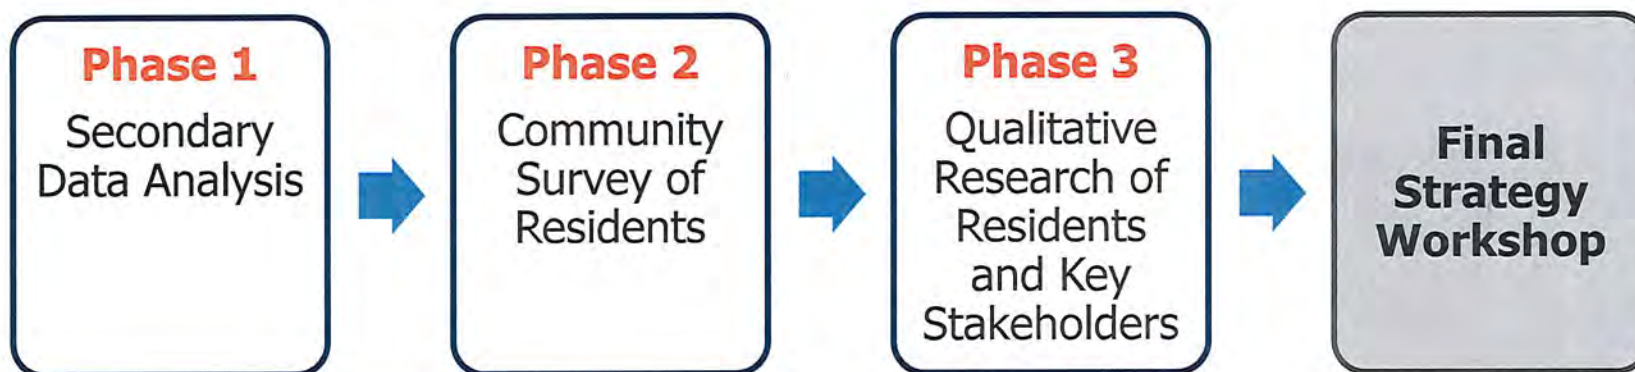 Phase 1
Secondary
Data Analysis
Phase 2
Community
Survey of
Residents
Phase 3
Qualitative
Research of
Residents
and Key
Stakeholders
Final
Strategy
Workshop